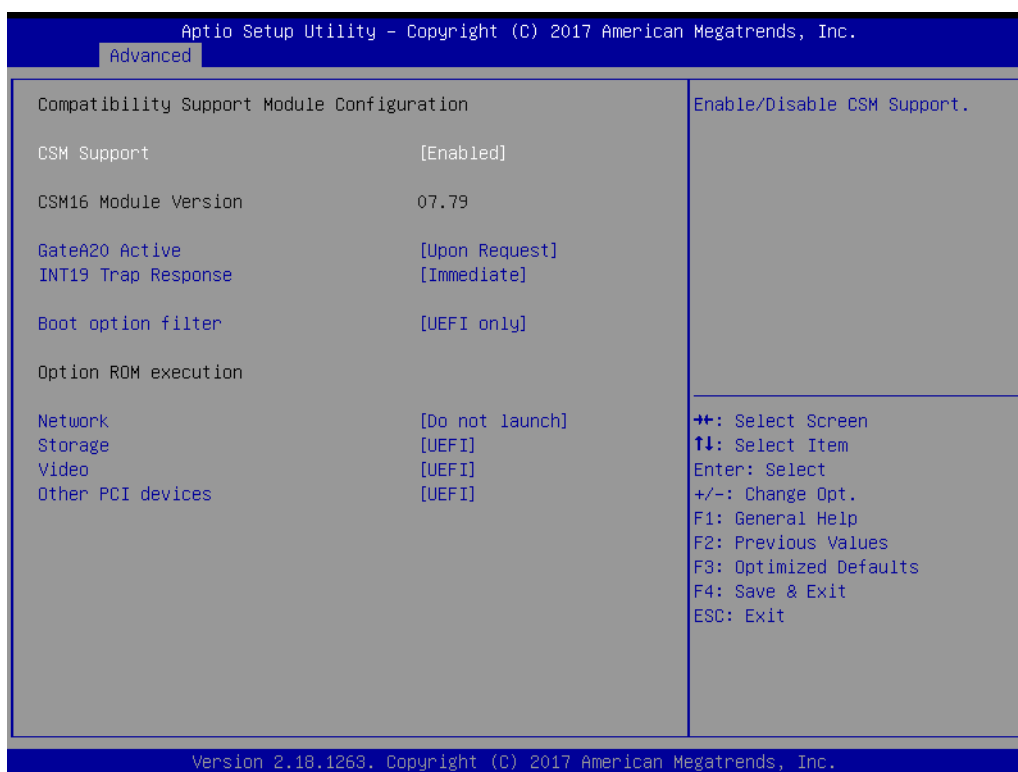 Aptio Setup Utility – Copyright (C) 2017 American Megatrends, Inc.
Advanced
Compatibility Support Module Configuration
CSM Support [Enabled]
CSM16 Module Version 07.79
GateA20 Active [Upon Request]
INT19 Trap Response [Immediate]
Boot option filter [UEFI only]
Option ROM execution
Network [Do not launch]
Storage [UEFI]
Video [UEFI]
Other PCI devices [UEFI]
Enable/Disable CSM Support.
→←: Select Screen
↑↓: Select Item
Enter: Select
+/-: Change Opt.
F1: General Help
F2: Previous Values
F3: Optimized Defaults
F4: Save & Exit
ESC: Exit
Version 2.18.1263. Copyright (C) 2017 American Megatrends, Inc.